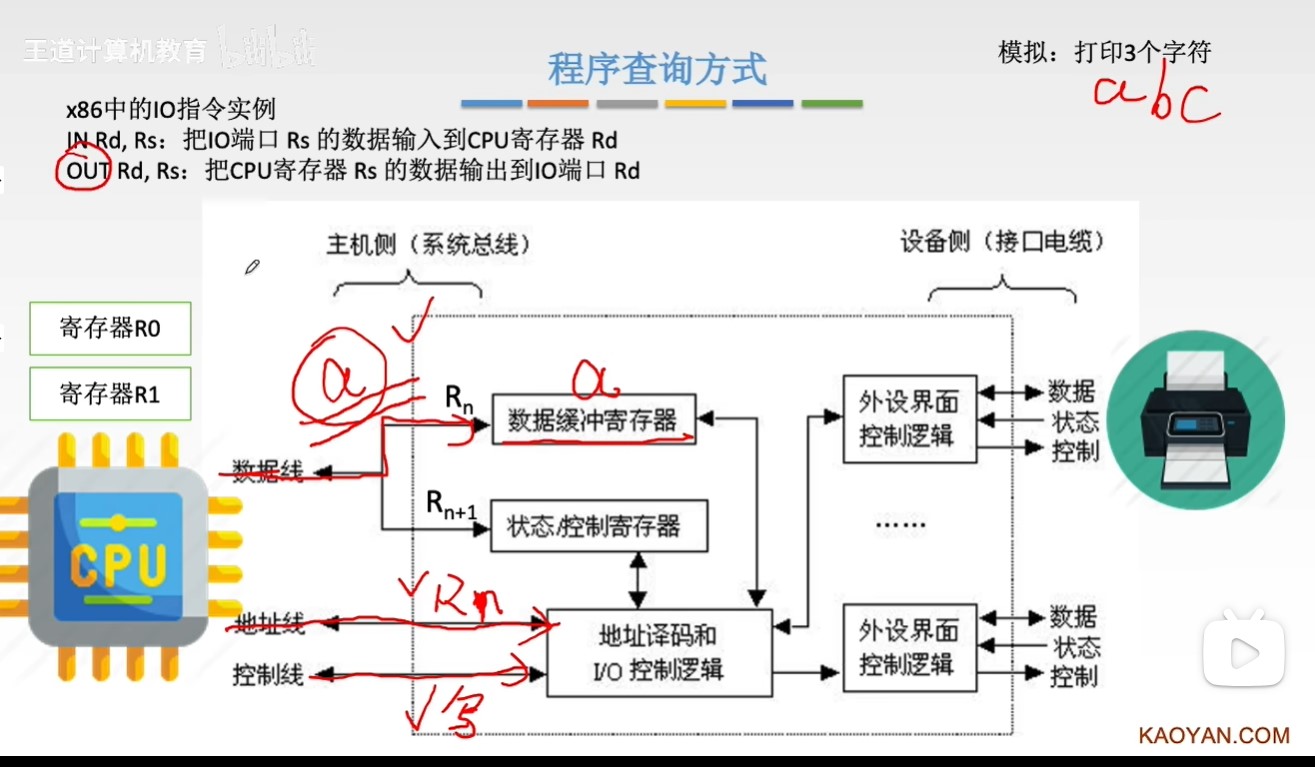 王道计算机教育 bilibili
程序查询方式
模拟：打印3个字符
abc
x86中的IO指令实例
IN Rd, Rs：把IO端口 Rs 的数据输入到CPU寄存器 Rd
OUT Rd, Rs：把CPU寄存器 Rs 的数据输出到IO端口 Rd
主机侧（系统总线）
设备侧（接口电缆）
寄存器R0
寄存器R1
a
a
Rn
数据缓冲寄存器
外设界面
控制逻辑
数据
状态
控制
数据线
Rn+1
状态/控制寄存器
……
CPU
Rn
地址线
地址译码和
I/O 控制逻辑
控制线
写
外设界面
控制逻辑
数据
状态
控制
KAOYAN.COM